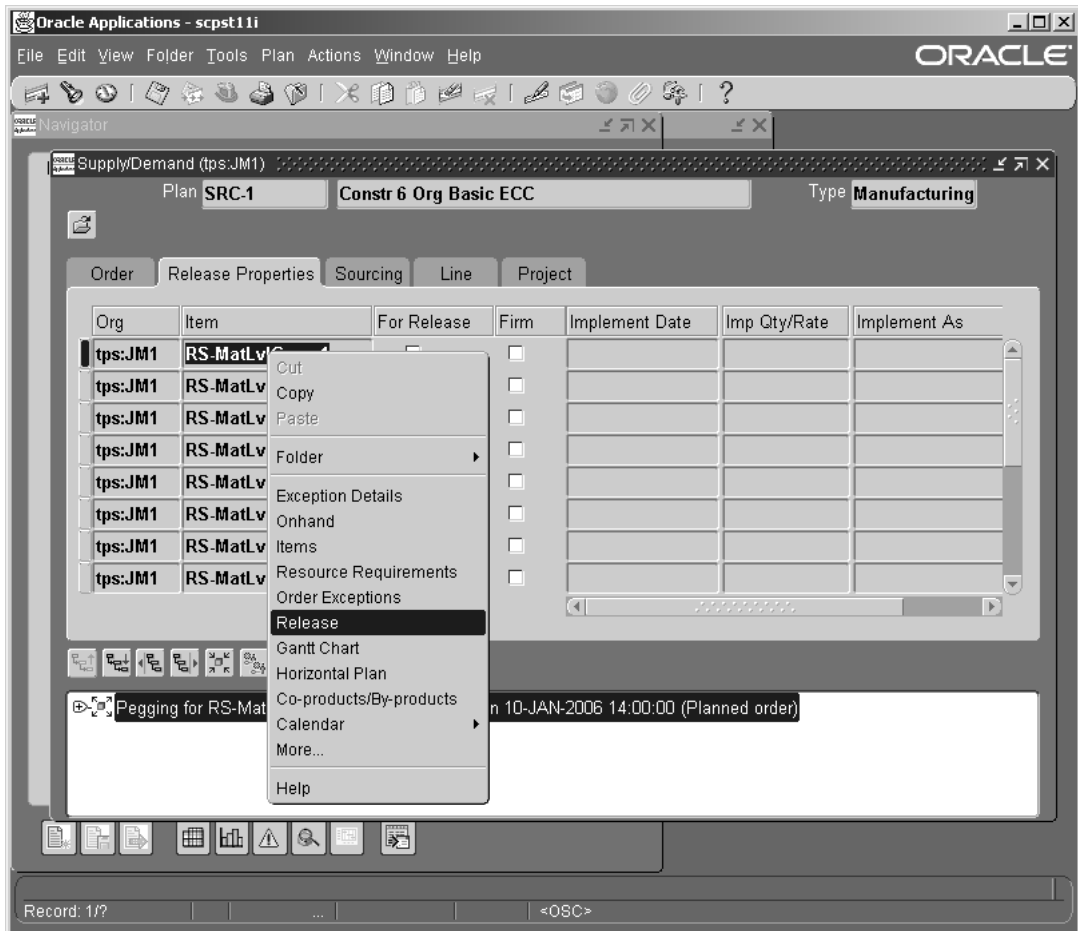 Oracle Applications - scpst11i
File Edit View Folder Tools Plan Actions Window Help
ORACLE
Navigator
Supply/Demand (tps:JM1)
Plan SRC-1 Constr 6 Org Basic ECC Type Manufacturing
Order Release Properties Sourcing Line Project
Org Item For Release Firm Implement Date Imp Qty/Rate Implement As
tps:JM1 RS-MatLv
tps:JM1 RS-MatLv
tps:JM1 RS-MatLv
tps:JM1 RS-MatLv
tps:JM1 RS-MatLv
tps:JM1 RS-MatLv
tps:JM1 RS-MatLv
tps:JM1 RS-MatLv
Cut
Copy
Paste
Folder
Exception Details
Onhand
Items
Resource Requirements
Order Exceptions
Release
Gantt Chart
Horizontal Plan
Co-products/By-products
Calendar
More...
Help
Pegging for RS-Mat n 10-JAN-2006 14:00:00 (Planned order)
Record: 1/? ... <OSC>